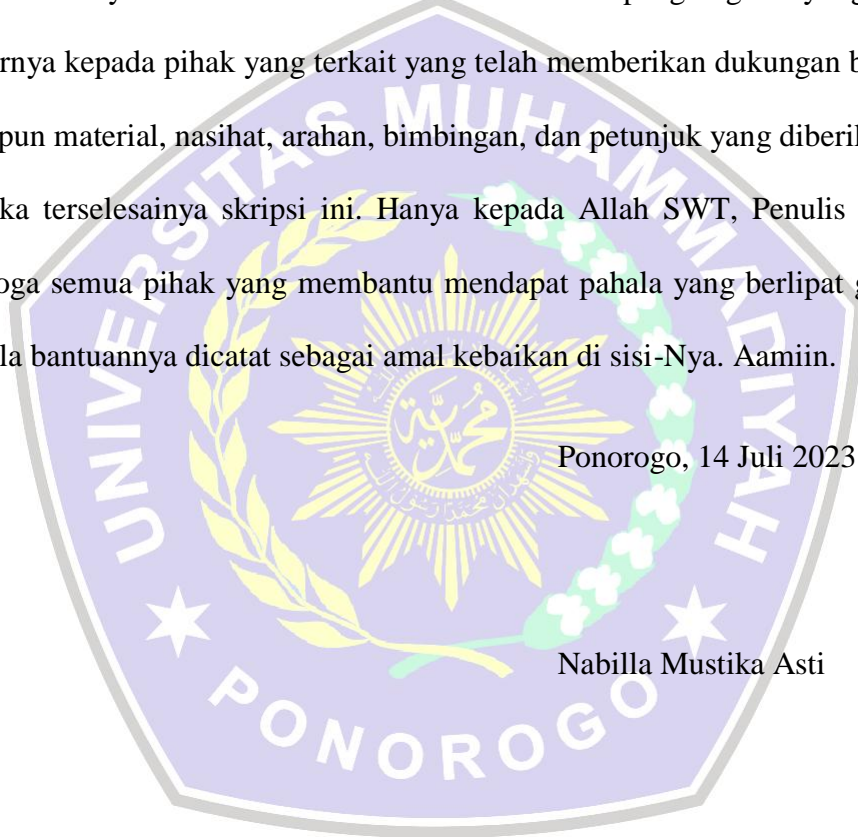 rnya kepada pihak yang terkait yang telah memberikan dukungan b
pun material, nasihat, arahan, bimbingan, dan petunjuk yang diberi
ka terselesainya skripsi ini. Hanya kepada Allah SWT, Penulis
oga semua pihak yang membantu mendapat pahala yang berlipat g
la bantuannya dicatat sebagai amal kebaikan di sisi-Nya. Aamiin.
Ponorogo, 14 Juli 2023
Nabilla Mustika Asti
UNIVERSITAS MUHAMMADIYAH
PONOROGO
محمدية